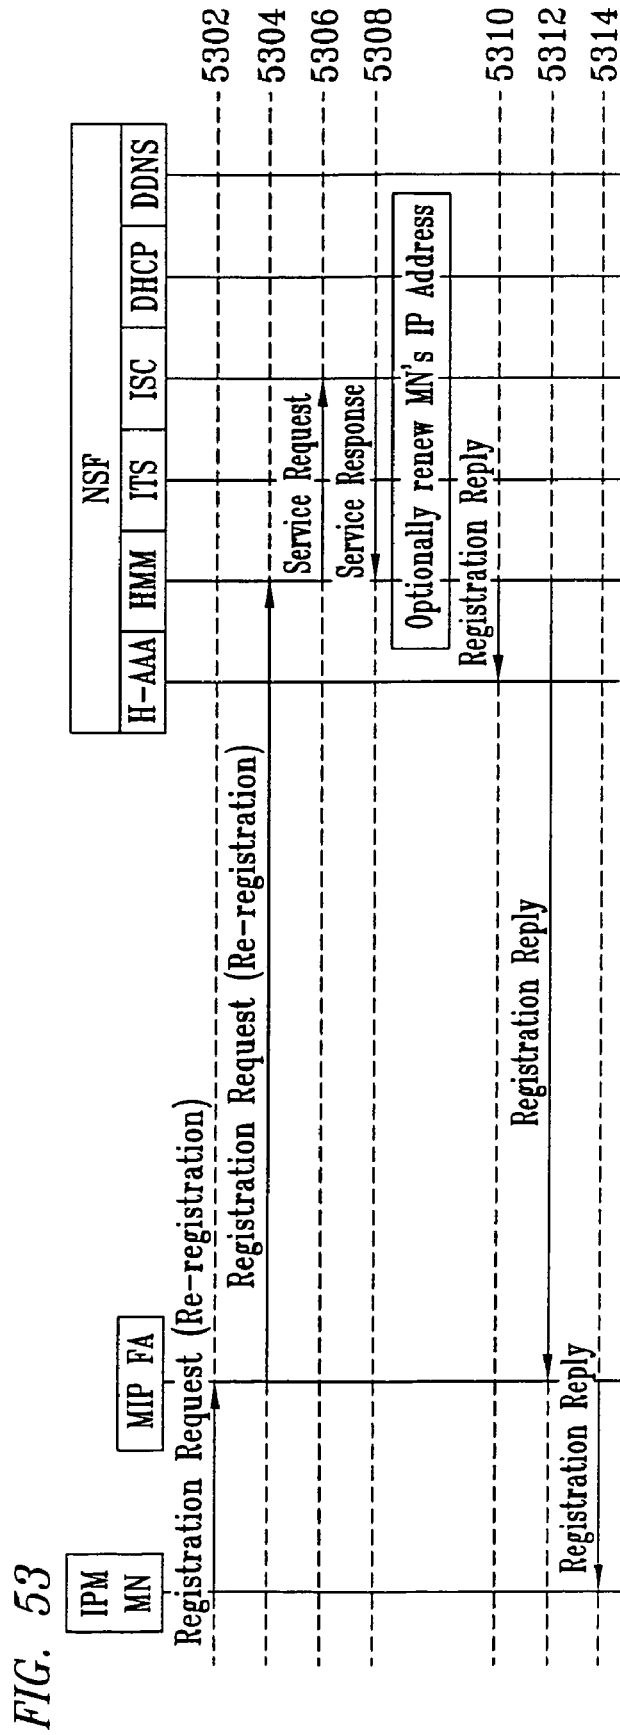 FIG. 53
IPM
MN
MIP FA
NSF
H-AAA
HMM
ITS
ISC
DHCP
DDNS
Registration Request (Re-registration)
5302
Registration Request (Re-registration)
5304
Service Request
5306
Service Response
5308
Optionally renew MN's IP Address
Registration Reply
5310
Registration Reply
5312
Registration Reply
5314